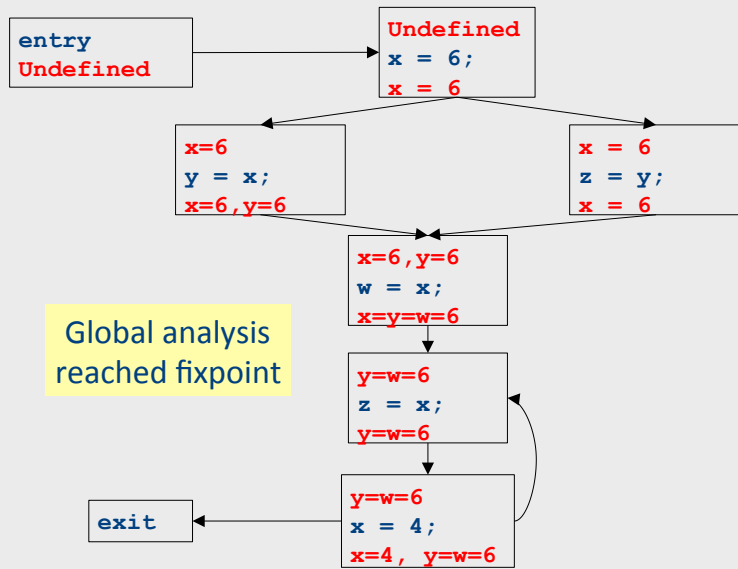 entry
Undefined
Undefined
x = 6;
x = 6
x=6
y = x;
x=6,y=6
x = 6
z = y;
x = 6
x=6,y=6
w = x;
x=y=w=6
Global analysis
reached fixpoint
y=w=6
z = x;
y=w=6
y=w=6
x = 4;
x=4, y=w=6
exit